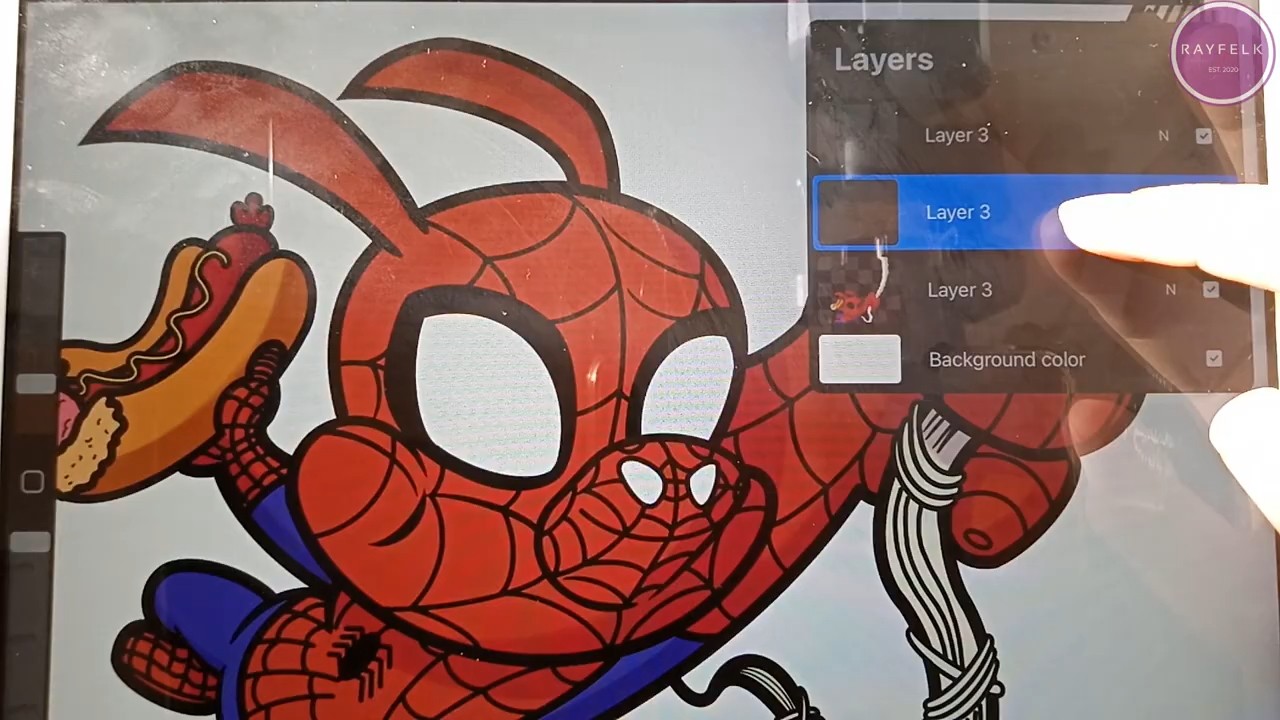 Layers
Layer 3
N
Layer 3
Layer 3
N
Background color
RAYFELK
EST. 2020